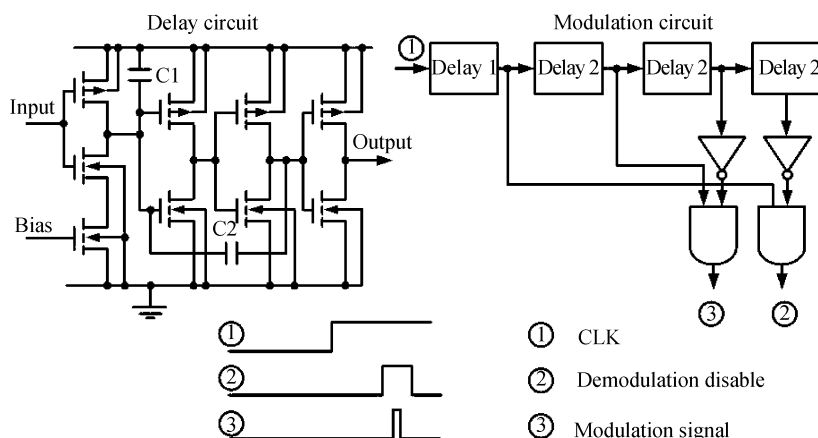 Delay circuit
C1
Input
Output
Bias
C2
Modulation circuit
1
Delay 1
Delay 2
Delay 2
Delay 2
3
2
1
2
3
1 CLK
2 Demodulation disable
3 Modulation signal